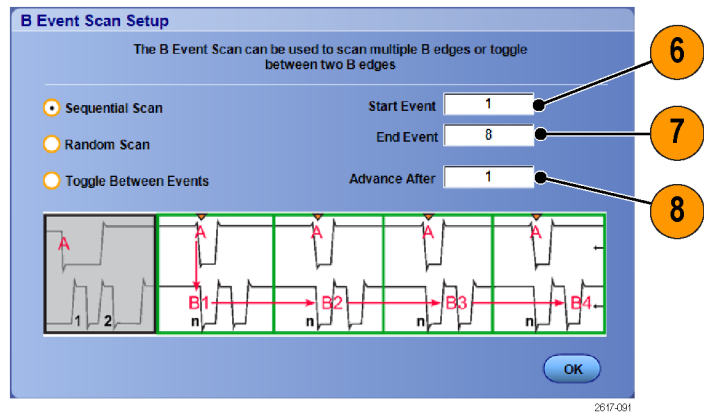 B Event Scan Setup
The B Event Scan can be used to scan multiple B edges or toggle
between two B edges
6
Sequential Scan
Start Event 1
End Event 8
7
Random Scan
Toggle Between Events
Advance After 1
8
A A A A A
B1 B2 B3 B4
1 2 n n n n
OK
2617-091